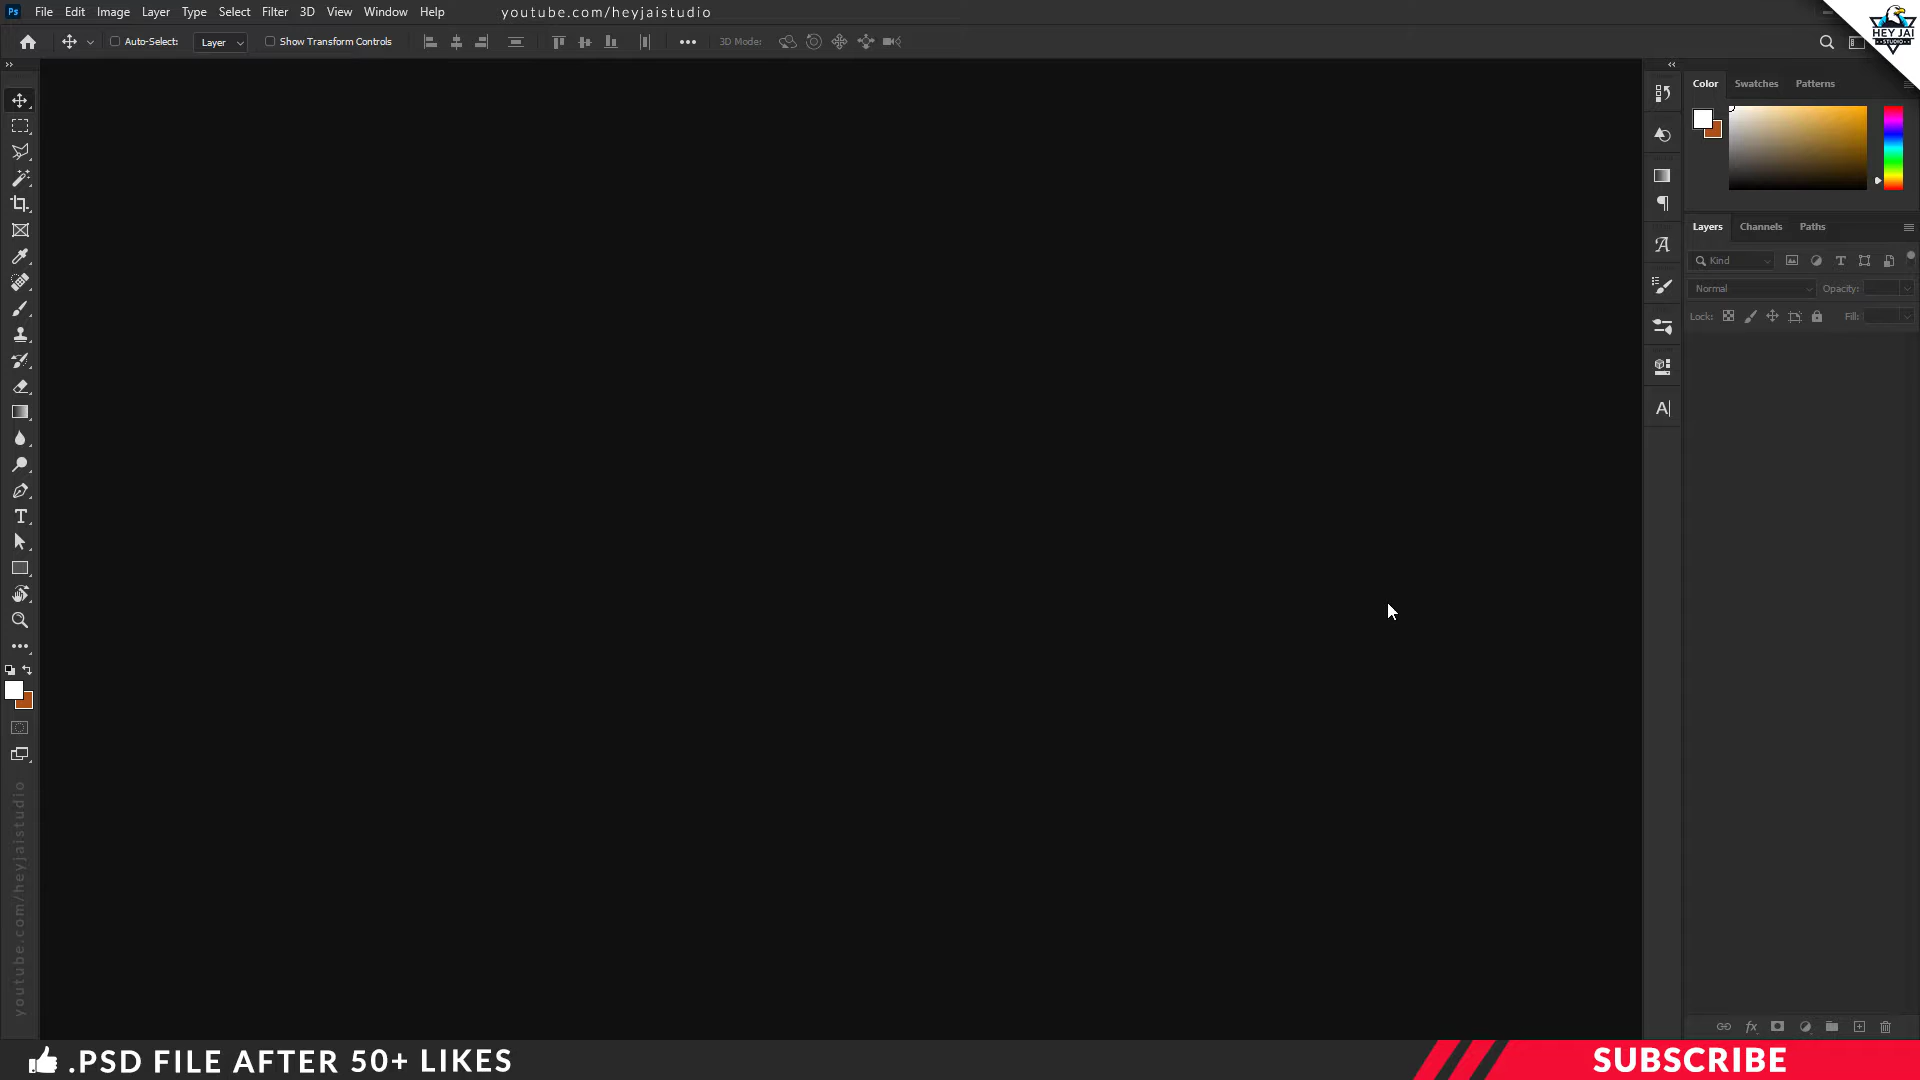 Ps File Edit Image Layer Type Select Filter 3D View Window Help youtube.com/heyjaistudio
Auto-Select: Layer Show Transform Controls 3D Mode:
HEY JAI
STUDIO
Color Swatches Patterns
Layers Channels Paths
Kind
Normal Opacity:
Lock: Fill:
youtube.com/heyjaistudio
.PSD FILE AFTER 50+ LIKES
SUBSCRIBE